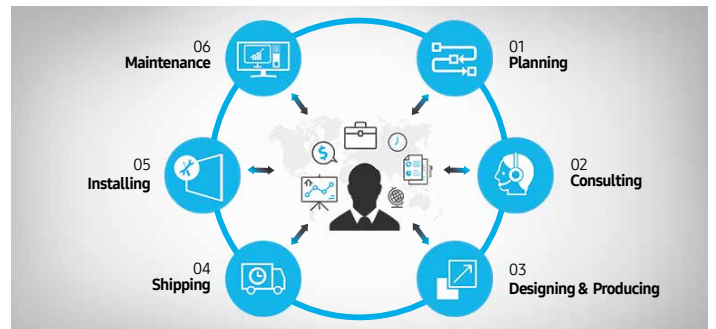 01
Planning
02
Consulting
03
Designing & Producing
04
Shipping
05
Installing
06
Maintenance
$